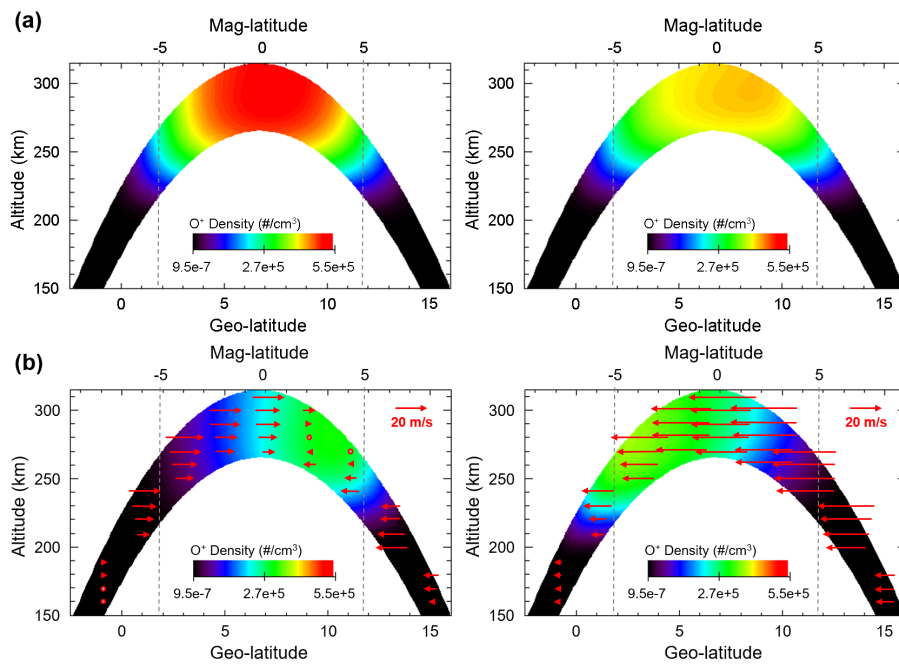 (a)
Mag-latitude
Mag-latitude
-5 0 5
-5 0 5
Altitude (km)
300
250
200
150
O⁺ Density (#/cm³)
9.5e-7 2.7e+5 5.5e+5
0 5 10 15
Geo-latitude
Altitude (km)
300
250
200
150
O⁺ Density (#/cm³)
9.5e-7 2.7e+5 5.5e+5
0 5 10 15
Geo-latitude
(b)
Mag-latitude
Mag-latitude
-5 0 5
-5 0 5
Altitude (km)
300
250
200
150
20 m/s
O⁺ Density (#/cm³)
9.5e-7 2.7e+5 5.5e+5
0 5 10 15
Geo-latitude
Altitude (km)
300
250
200
150
20 m/s
O⁺ Density (#/cm³)
9.5e-7 2.7e+5 5.5e+5
0 5 10 15
Geo-latitude